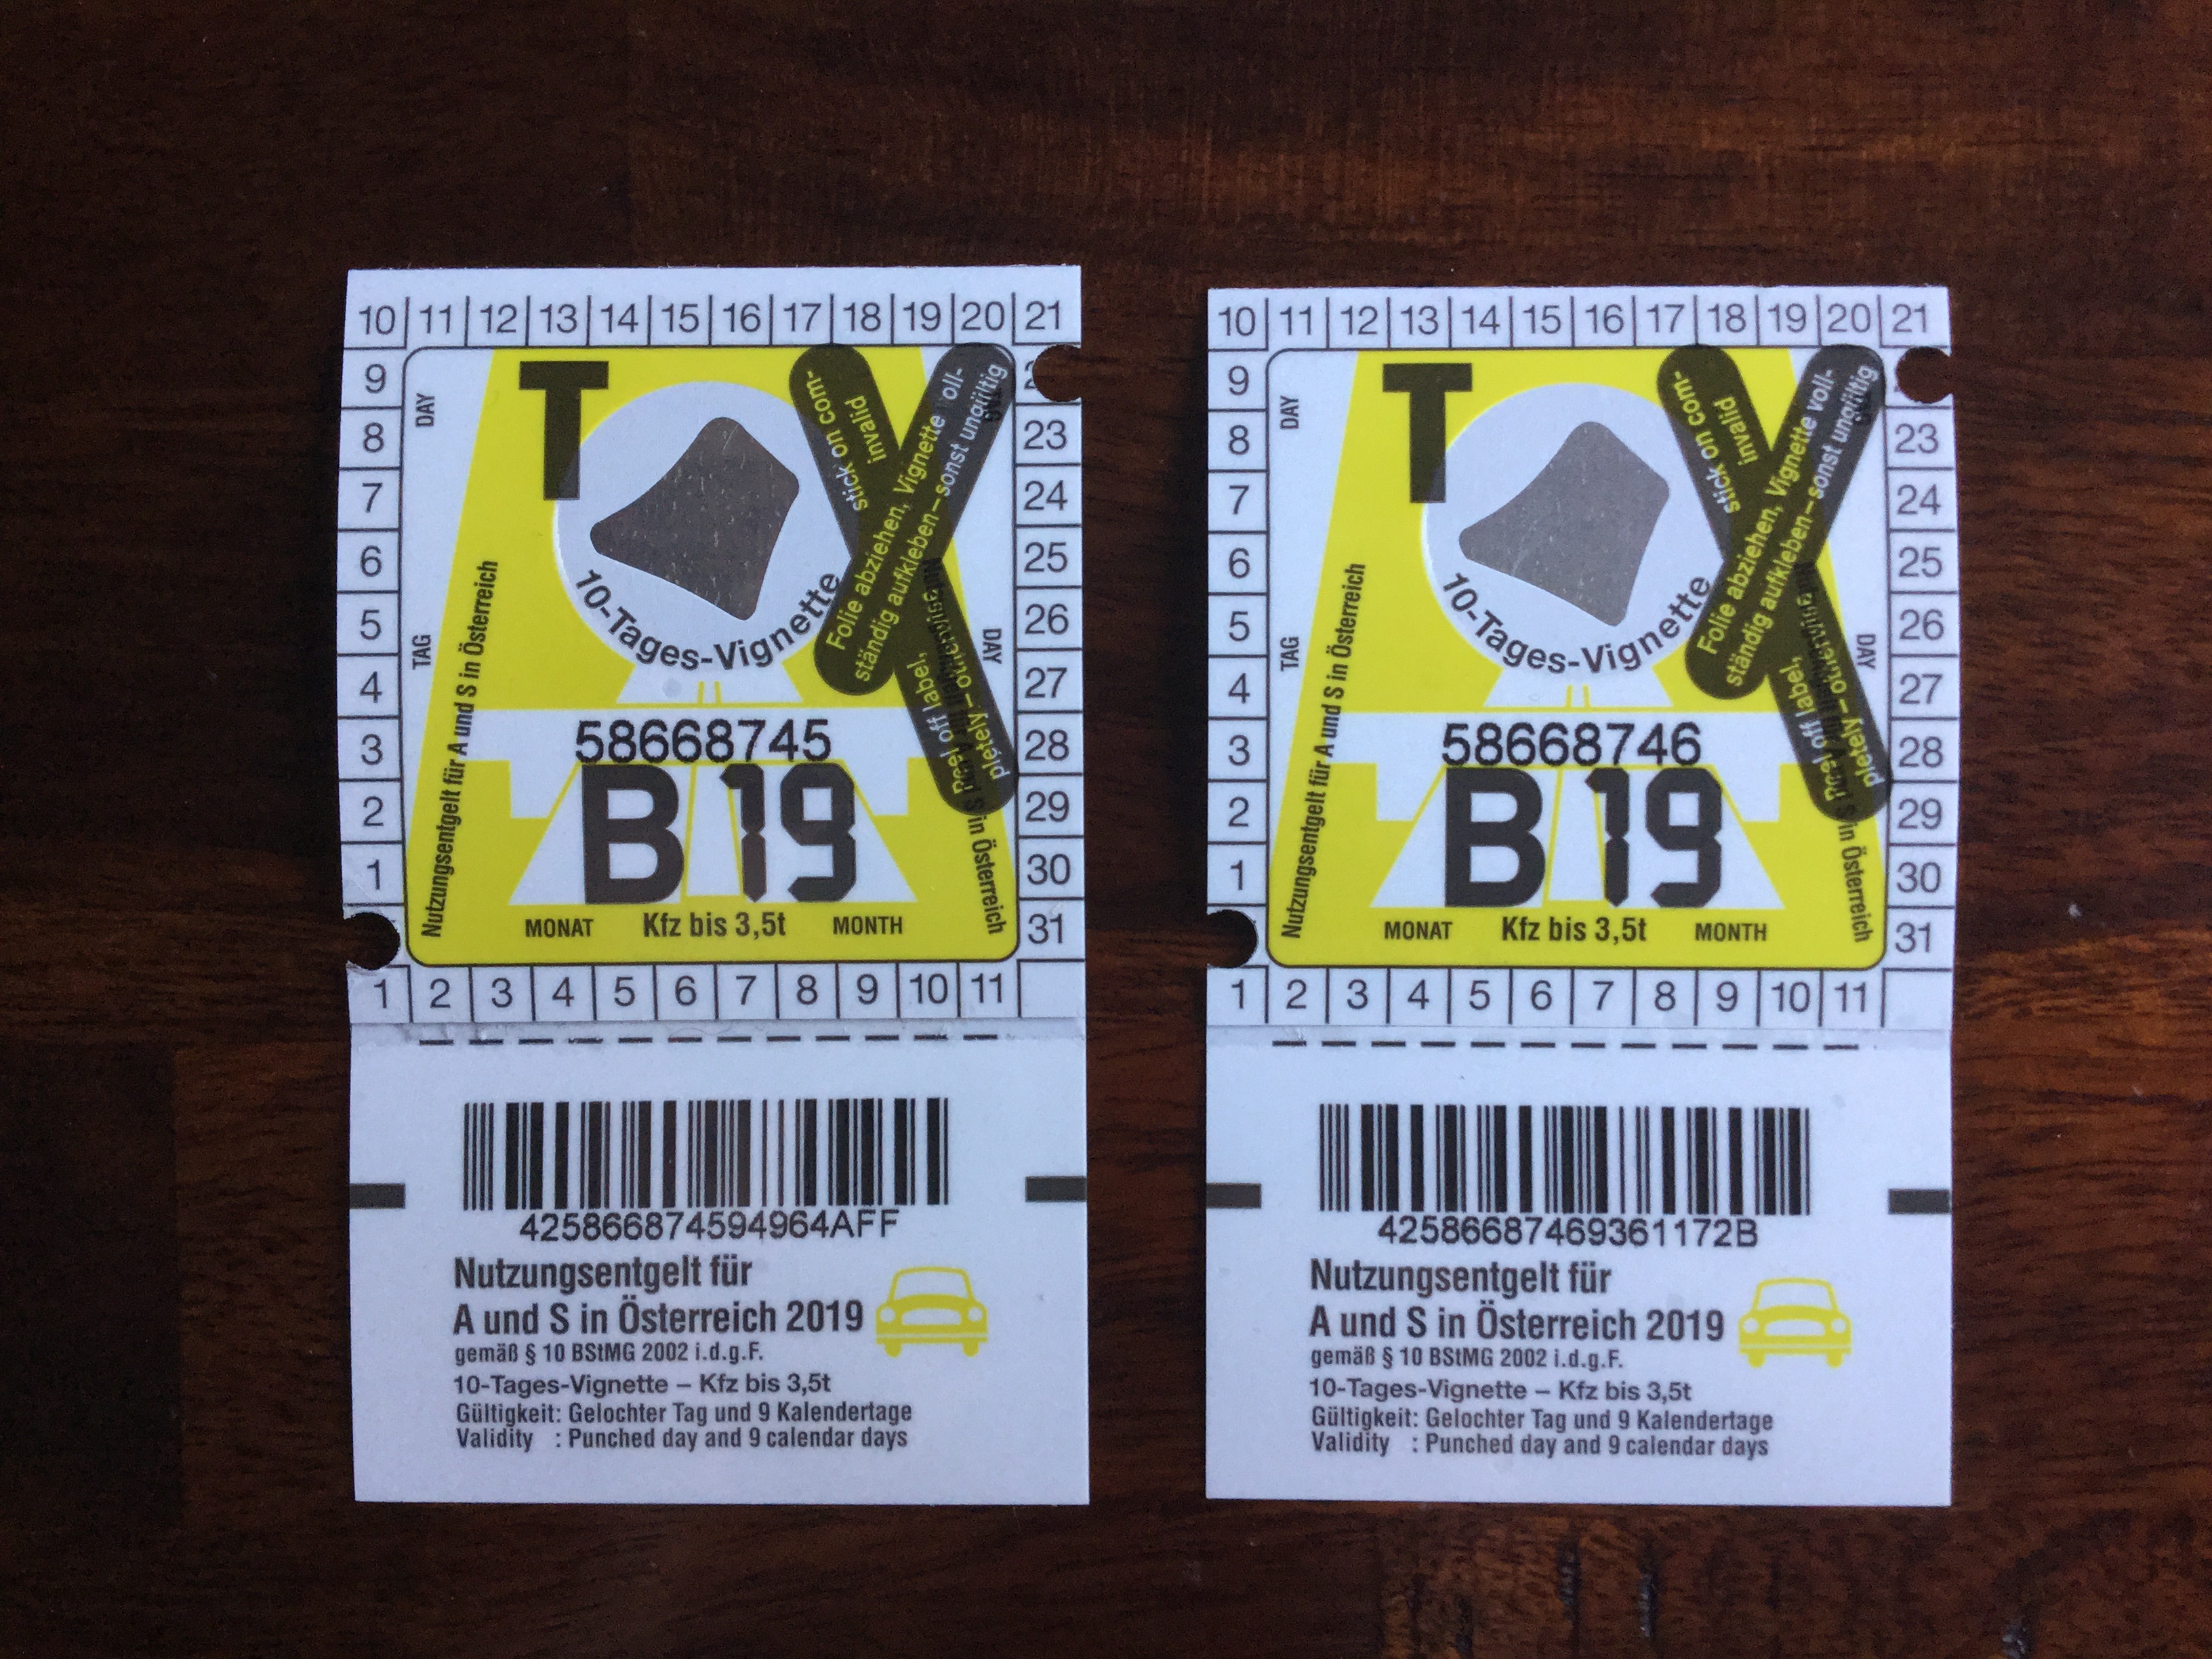 10 11 12 13 14 15 16 17 18 19 20 21
9
8
7
6
5
4
3
2
1
DAY
TAG
T
stick on com-
invalid
Folie abziehen, Vignette oll-
ständig aufkleben – sonst ungültig
Peel off label,
pletely –
10-Tages-Vignette
Nutzungsentgelt für A und S in Österreich
58668745
B 19
MONAT Kfz bis 3,5t MONTH
DAY
in Österreich
23
24
25
26
27
28
29
30
31
1 2 3 4 5 6 7 8 9 10 11
425866874594964AFF
Nutzungsentgelt für
A und S in Österreich 2019
gemäß § 10 BStMG 2002 i.d.g.F.
10-Tages-Vignette – Kfz bis 3,5t
Gültigkeit: Gelochter Tag und 9 Kalendertage
Validity : Punched day and 9 calendar days
10 11 12 13 14 15 16 17 18 19 20 21
9
8
7
6
5
4
3
2
1
DAY
TAG
T
stick on com-
invalid
Folie abziehen, Vignette voll-
ständig aufkleben – sonst ungültig
Peel off label,
pletely –
10-Tages-Vignette
Nutzungsentgelt für A und S in Österreich
58668746
B 19
MONAT Kfz bis 3,5t MONTH
DAY
in Österreich
23
24
25
26
27
28
29
30
31
1 2 3 4 5 6 7 8 9 10 11
42586687469361172B
Nutzungsentgelt für
A und S in Österreich 2019
gemäß § 10 BStMG 2002 i.d.g.F.
10-Tages-Vignette – Kfz bis 3,5t
Gültigkeit: Gelochter Tag und 9 Kalendertage
Validity : Punched day and 9 calendar days